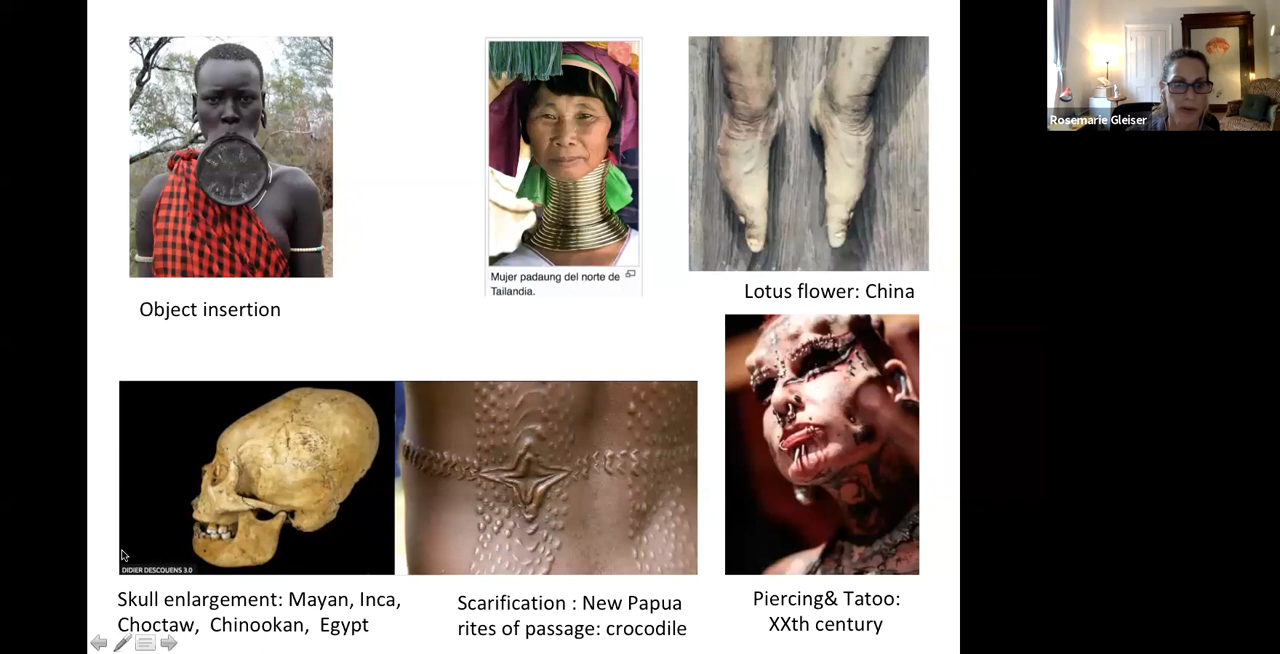 Rosemarie Gleiser
Mujer padaung del norte de
Tailandia.
Object insertion
Lotus flower: China
DIDIER DESCOUENS 3.0
Skull enlargement: Mayan, Inca,
Choctaw, Chinookan, Egypt
Scarification : New Papua
rites of passage: crocodile
Piercing& Tatoo:
XXth century